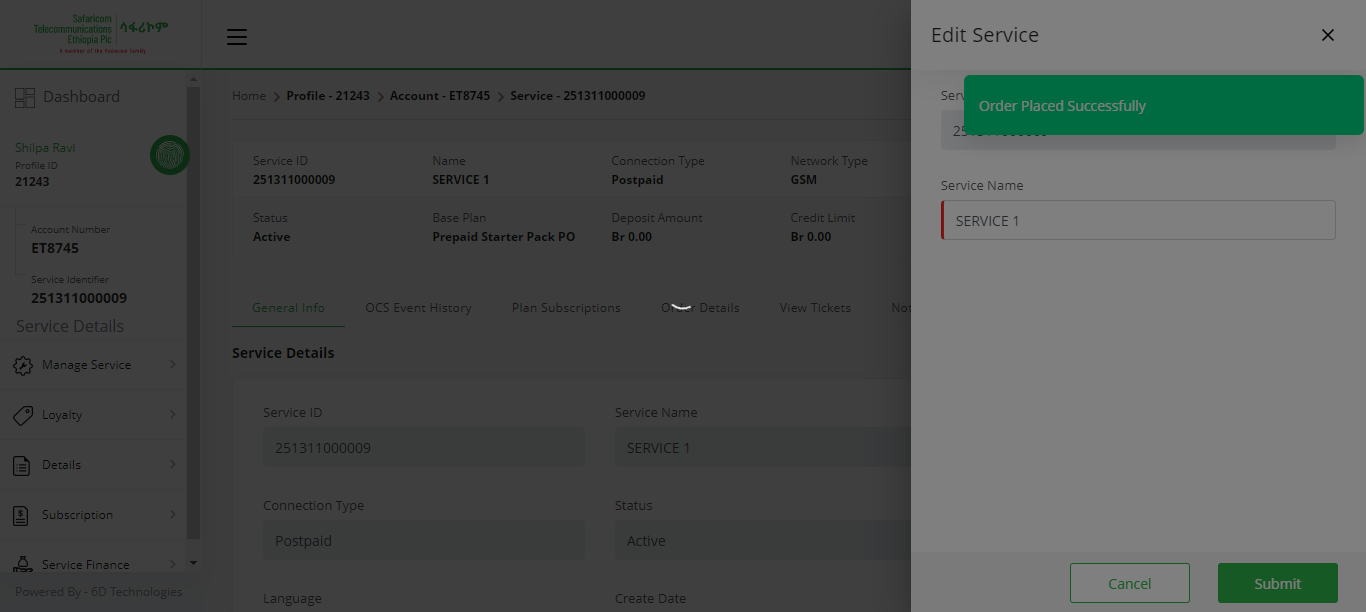 Safaricom
Telecommunications
Ethiopia Plc
ሳፋሪኮም
A member of the Vodacom family
Dashboard
Shilpa Ravi
Profile ID
21243
Account Number
ET8745
Service Identifier
251311000009
Service Details
Manage Service
Loyalty
Details
Subscription
Service Finance
Powered By - 6D Technologies
Home > Profile - 21243 > Account - ET8745 > Service - 251311000009
Service ID Name Connection Type Network Type
251311000009 SERVICE 1 Postpaid GSM
Status Base Plan Deposit Amount Credit Limit
Active Prepaid Starter Pack PO Br 0.00 Br 0.00
General Info OCS Event History Plan Subscriptions Order Details View Tickets Not
Service Details
Service ID Service Name
251311000009 SERVICE 1
Connection Type Status
Postpaid Active
Language Create Date
Edit Service
Order Placed Successfully
Service Name
SERVICE 1
Cancel Submit